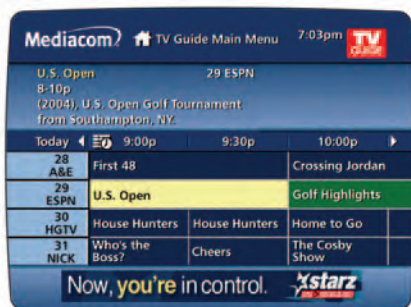 Mediacom TV Guide Main Menu 7:03pm TV GUIDE
U.S. Open 29 ESPN
8-10p
(2004), U.S. Open Golf Tournament
from Southampton, NY.
Today 9:00p 9:30p 10:00p
28 A&E First 48 Crossing Jordan
29 ESPN U.S. Open Golf Highlights
30 HGTV House Hunters House Hunters Home to Go
31 NICK Who's the Boss? Cheers The Cosby Show
Now, you're in control. starz